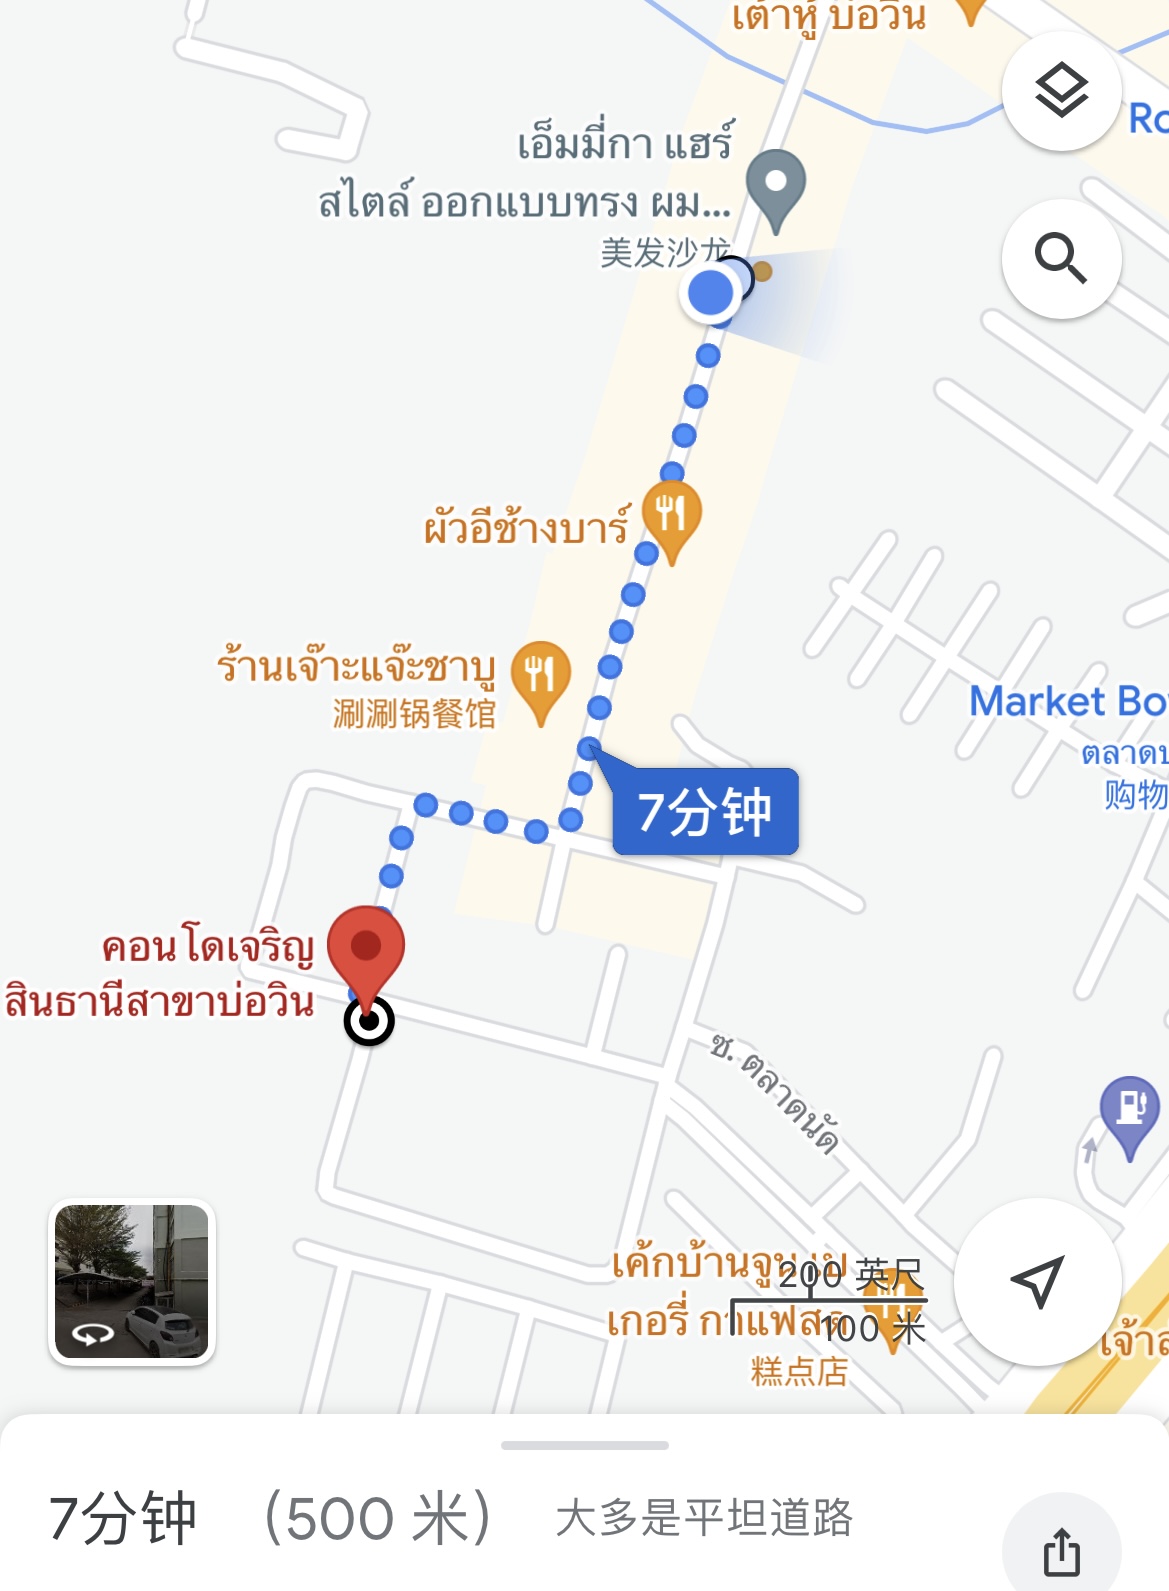 เต้าหู้ บ่อวิน
Ro
เอ็มมี่กา แฮร์
สไตล์ ออกแบบทรง ผม...
美发沙龙
ผัวอีช้างบาร์
ร้านเจ๊าะแจ๊ะชาบู
涮涮锅餐馆
Market Bo
ตลาดบ
购物
7分钟
คอนโดเจริญ
สินธานีสาขาบ่อวิน
ซ. ตลาดนัด
เค้กบ้านจูน
200 英尺
เกอรี่ กาแฟสด
100 米
เจ้าส
糕点店
7分钟 (500 米) 大多是平坦道路